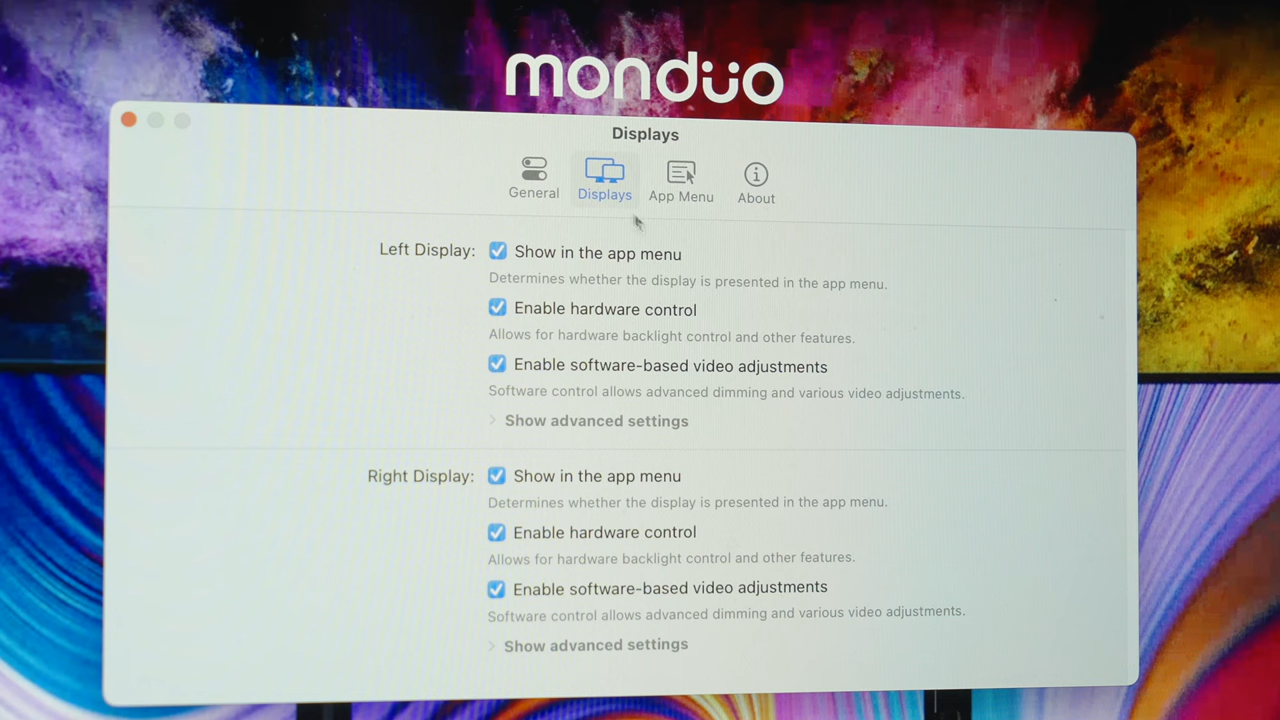 mondüo
Displays
General Displays App Menu About
Left Display: Show in the app menu
Determines whether the display is presented in the app menu.
Enable hardware control
Allows for hardware backlight control and other features.
Enable software-based video adjustments
Software control allows advanced dimming and various video adjustments.
Show advanced settings
Right Display: Show in the app menu
Determines whether the display is presented in the app menu.
Enable hardware control
Allows for hardware backlight control and other features.
Enable software-based video adjustments
Software control allows advanced dimming and various video adjustments.
Show advanced settings